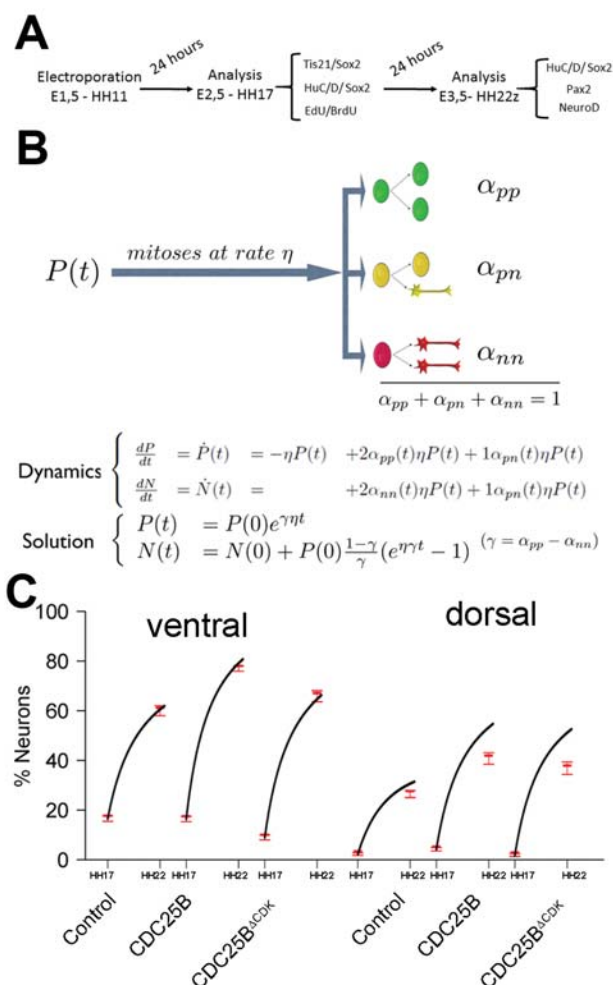 A
Electroporation
E1,5 - HH11
24 hours
Analysis
E2,5 - HH17
Tis21/Sox2
HuC/D/ Sox2
EdU/BrdU
24 hours
Analysis
E3,5- HH22z
HuC/D/ Sox2
Pax2
NeuroD
B
P(t)
mitoses at rate η
α_pp
α_pn
α_nn
α_pp + α_pn + α_nn = 1
Dynamics
dP/dt = Ṗ(t) = −ηP(t) +2α_pp(t)ηP(t) + 1α_pn(t)ηP(t)
dN/dt = Ṅ(t) = +2α_nn(t)ηP(t) + 1α_pn(t)ηP(t)
Solution
P(t) = P(0)e^{γηt}
N(t) = N(0) + P(0) (1−γ)/γ (e^{ηγt} − 1) (γ = α_pp − α_nn)
C
ventral
dorsal
% Neurons
100
80
60
40
20
0
HH17 HH22 HH17 HH22 HH17 HH22 HH17 HH22 HH17 HH22 HH17 HH22
Control CDC25B CDC25B^ΔCDK Control CDC25B CDC25B^ΔCDK